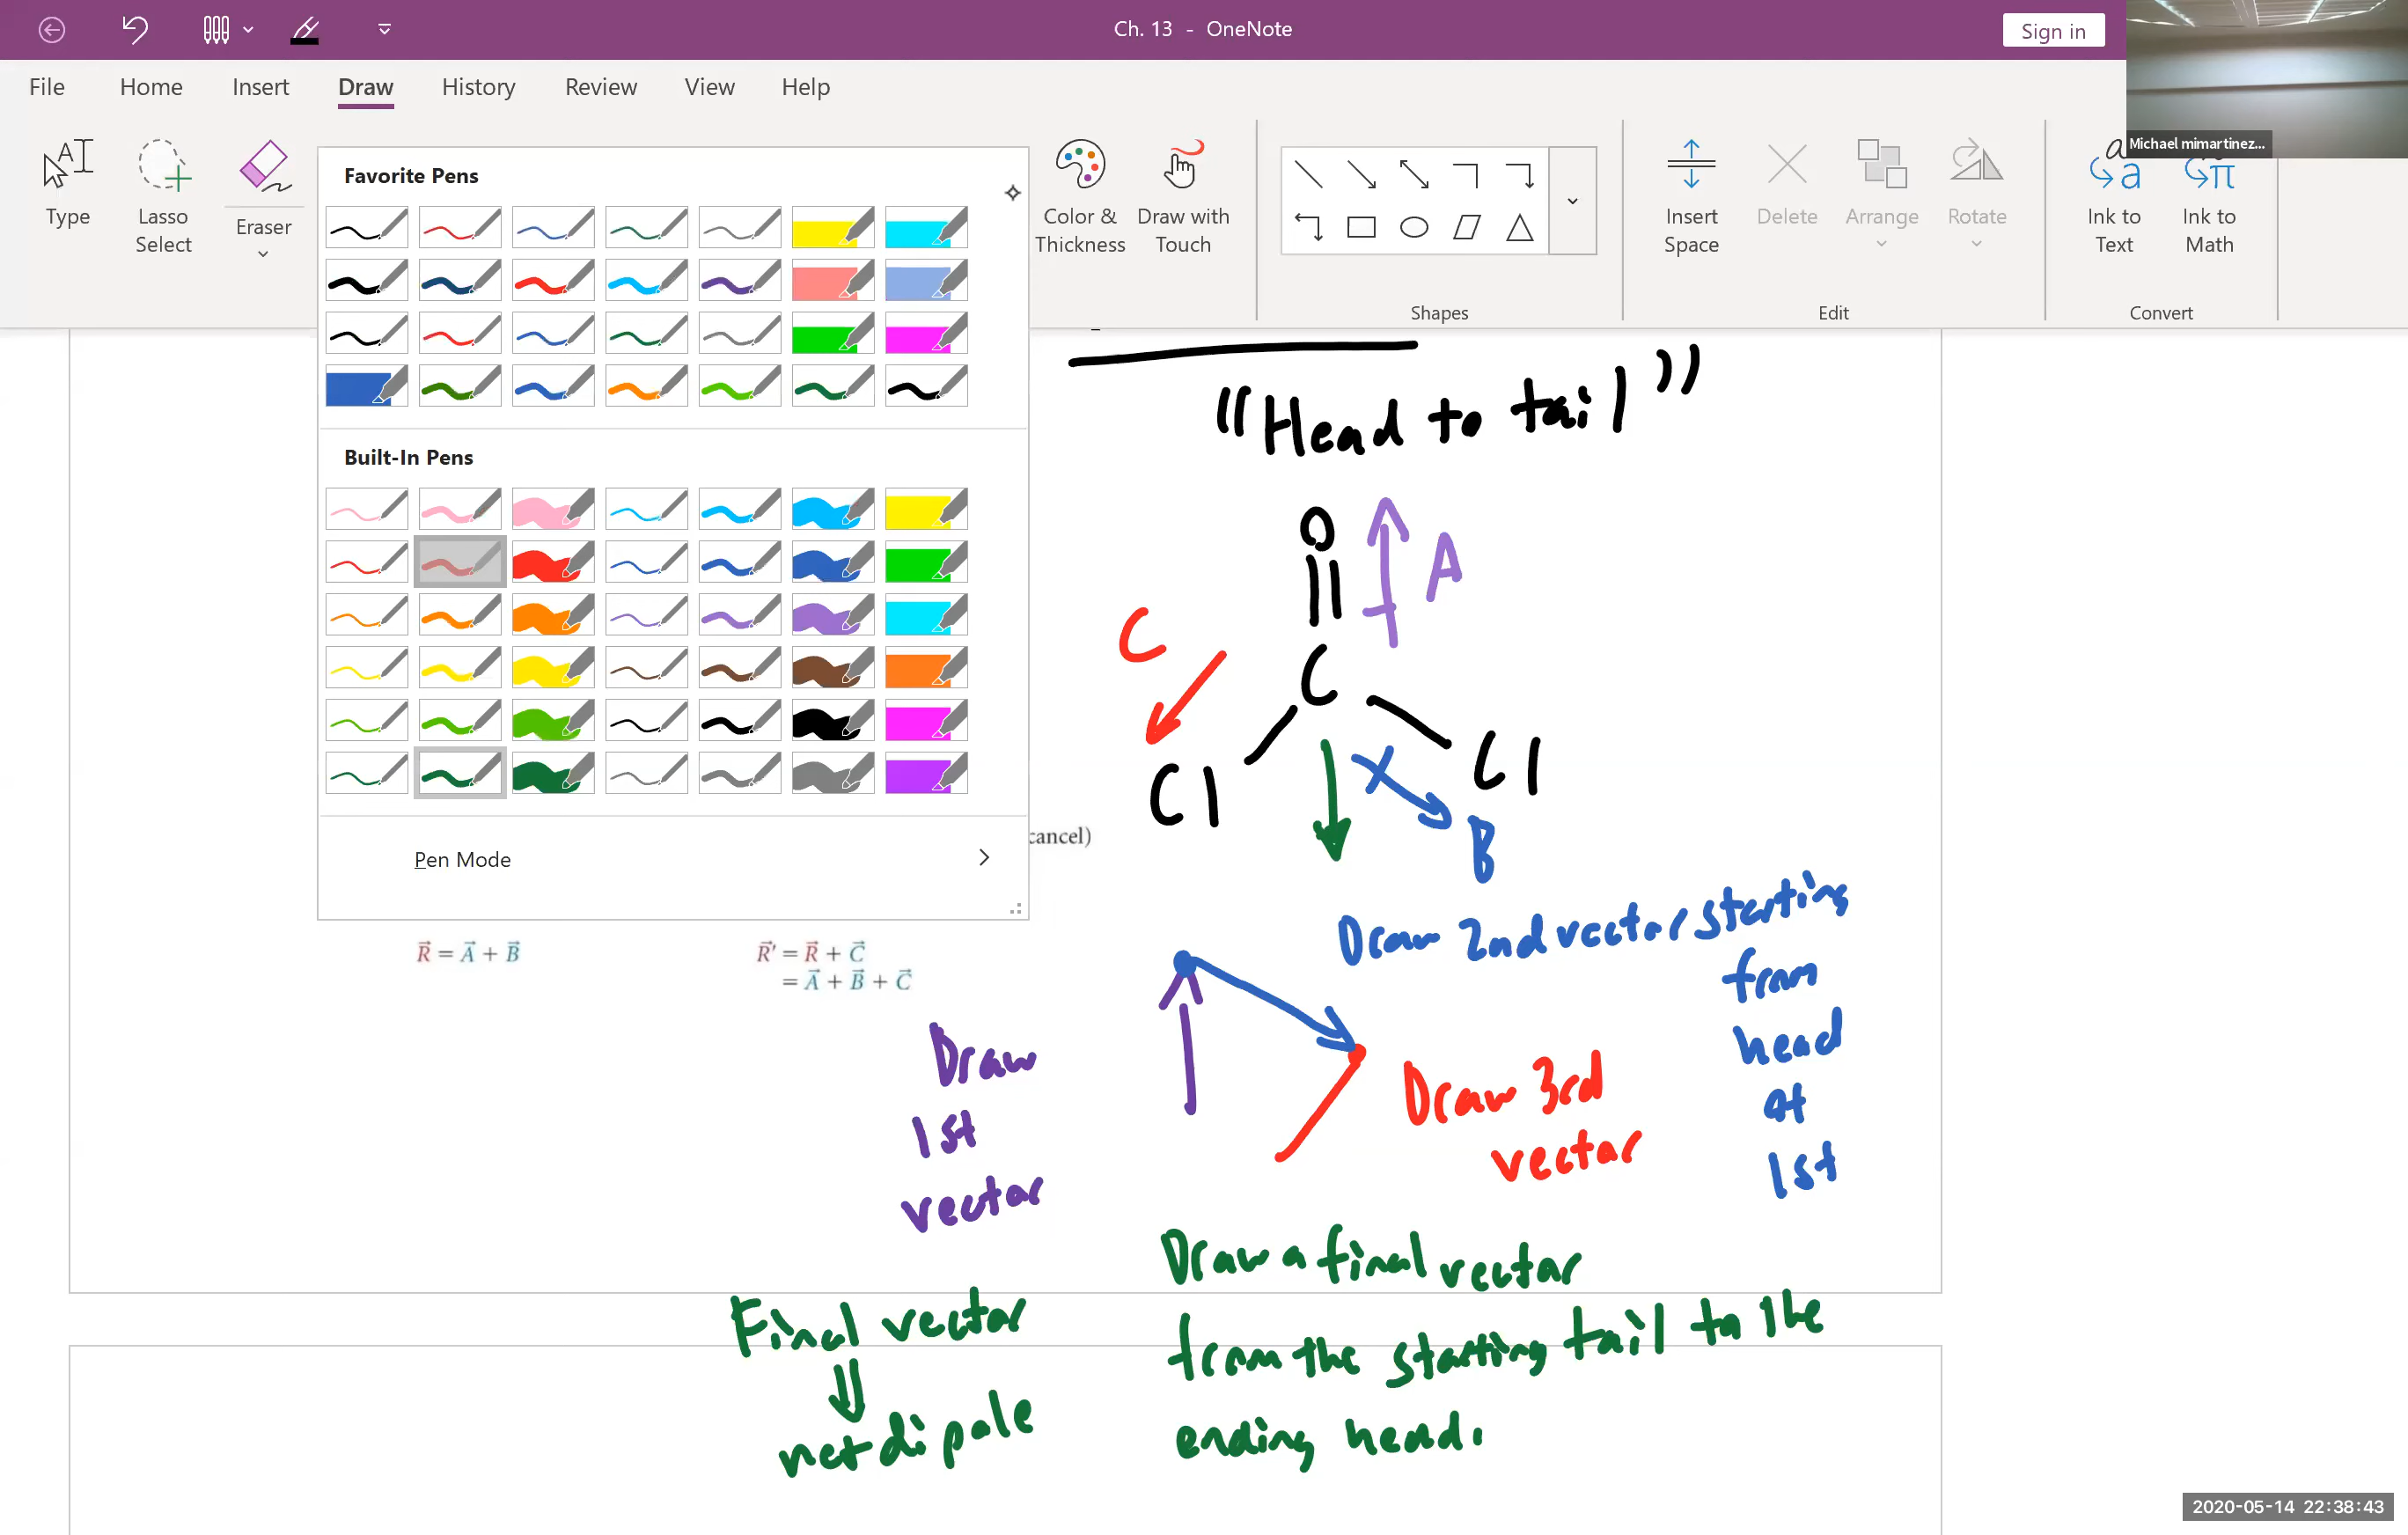 Ch. 13 - OneNote
Sign in
File Home Insert Draw History Review View Help
Michael mimartinez...
Type
Lasso Select
Eraser
Favorite Pens
Built-In Pens
Pen Mode
Color & Thickness
Draw with Touch
Shapes
Insert Space
Delete
Arrange
Rotate
Edit
Ink to Text
Ink to Math
Convert
"Head to tail"
O
A
C
C
Cl
Cl
B
cancel)
R⃗ = A⃗ + B⃗
R⃗' = R⃗ + C⃗
= A⃗ + B⃗ + C⃗
Draw 2nd vector starting
from
head
at
1st
Draw
1st
vector
Draw 3rd
vector
Draw a final vector
from the starting tail to the
ending head.
Final vector
net dipole
2020-05-14 22:38:43